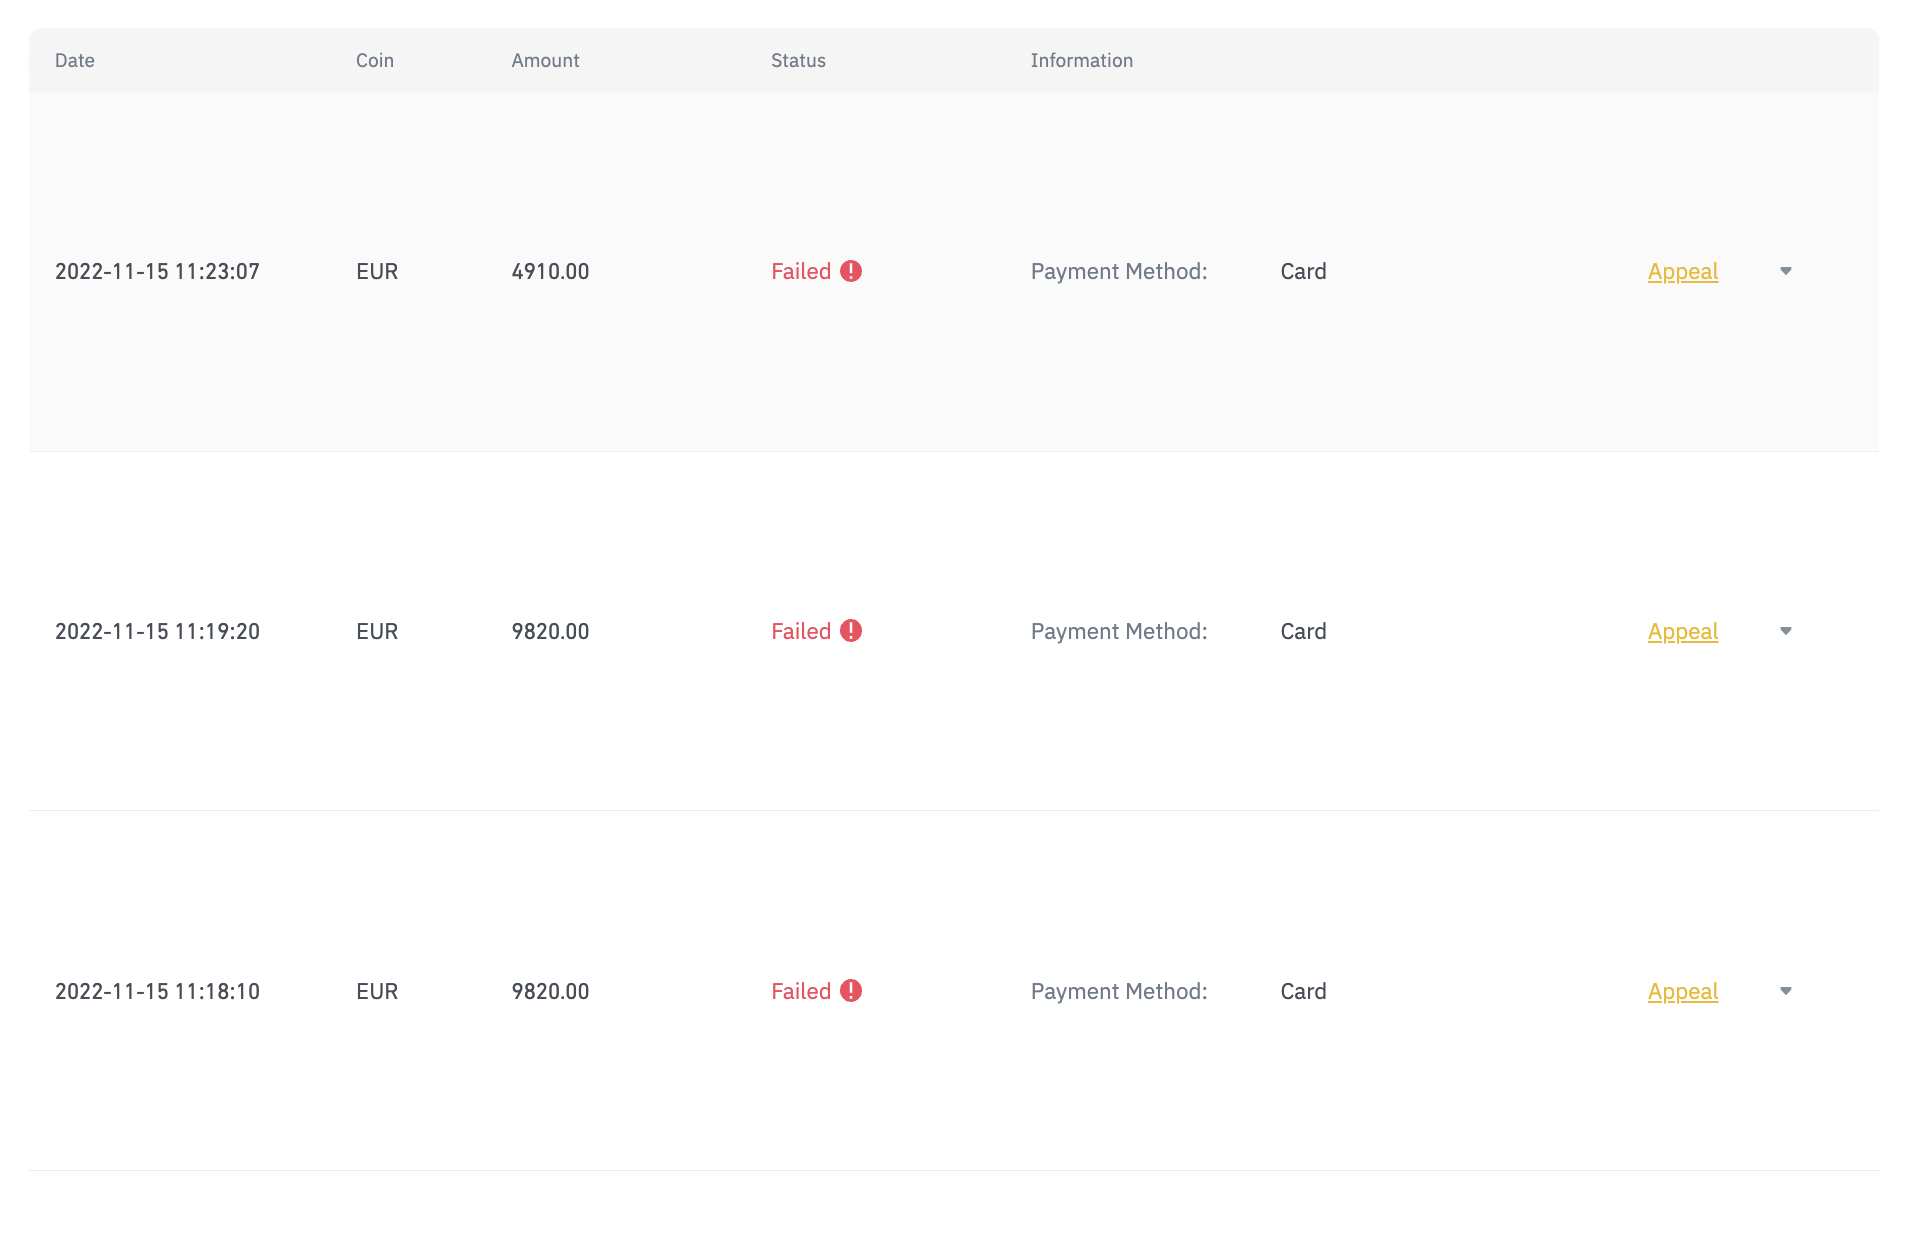 Date Coin Amount Status Information
2022-11-15 11:23:07 EUR 4910.00 Failed Payment Method: Card Appeal
2022-11-15 11:19:20 EUR 9820.00 Failed Payment Method: Card Appeal
2022-11-15 11:18:10 EUR 9820.00 Failed Payment Method: Card Appeal